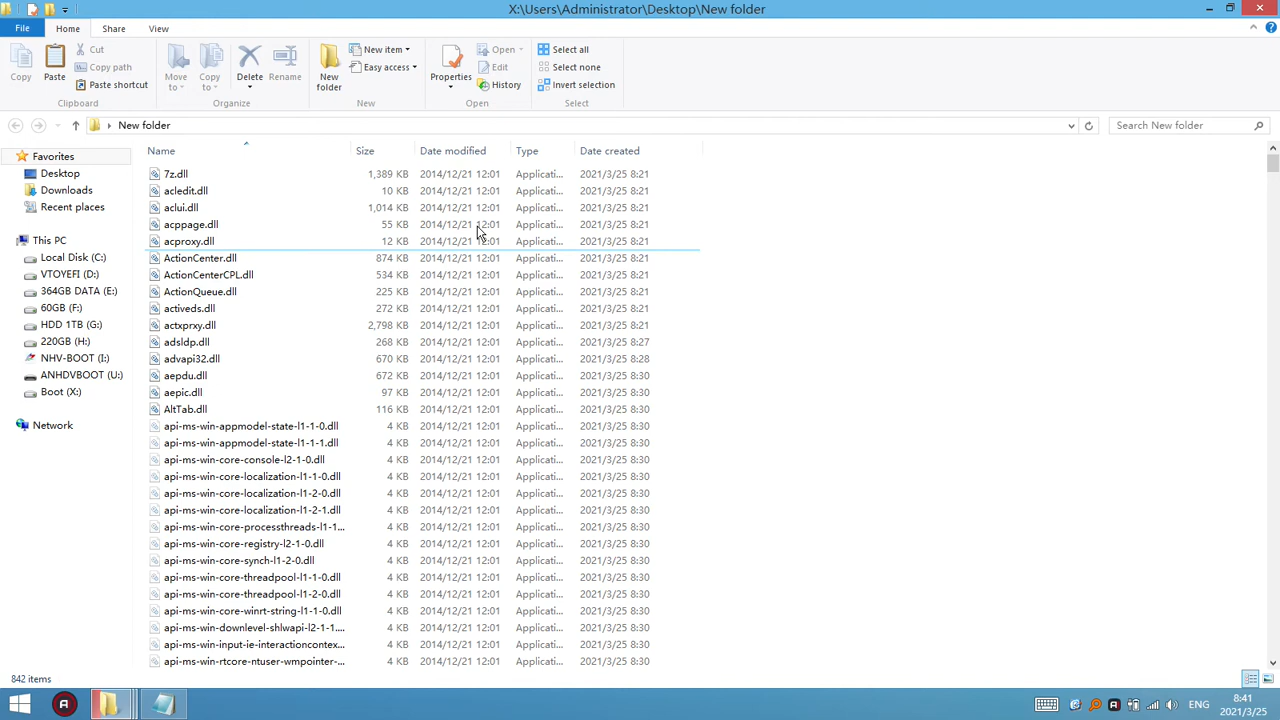 X:\Users\Administrator\Desktop\New folder
File Home Share View
Copy Paste Cut Copy path Paste shortcut Move to Copy to Delete Rename New folder New item Easy access Properties Open Edit History Select all Select none Invert selection
Clipboard Organize New Open Select
New folder Search New folder
Favorites
Desktop
Downloads
Recent places
This PC
Local Disk (C:)
VTOYEFI (D:)
364GB DATA (E:)
60GB (F:)
HDD 1TB (G:)
220GB (H:)
NHV-BOOT (I:)
ANHDVBOOT (U:)
Boot (X:)
Network
Name Size Date modified Type Date created
7z.dll 1,389 KB 2014/12/21 12:01 Applicati... 2021/3/25 8:21
acledit.dll 10 KB 2014/12/21 12:01 Applicati... 2021/3/25 8:21
aclui.dll 1,014 KB 2014/12/21 12:01 Applicati... 2021/3/25 8:21
acppage.dll 55 KB 2014/12/21 12:01 Applicati... 2021/3/25 8:21
acproxy.dll 12 KB 2014/12/21 12:01 Applicati... 2021/3/25 8:21
ActionCenter.dll 874 KB 2014/12/21 12:01 Applicati... 2021/3/25 8:21
ActionCenterCPL.dll 534 KB 2014/12/21 12:01 Applicati... 2021/3/25 8:21
ActionQueue.dll 225 KB 2014/12/21 12:01 Applicati... 2021/3/25 8:21
activeds.dll 272 KB 2014/12/21 12:01 Applicati... 2021/3/25 8:21
actxprxy.dll 2,798 KB 2014/12/21 12:01 Applicati... 2021/3/25 8:21
adsldp.dll 268 KB 2014/12/21 12:01 Applicati... 2021/3/25 8:27
advapi32.dll 670 KB 2014/12/21 12:01 Applicati... 2021/3/25 8:28
aepdu.dll 672 KB 2014/12/21 12:01 Applicati... 2021/3/25 8:30
aepic.dll 97 KB 2014/12/21 12:01 Applicati... 2021/3/25 8:30
AltTab.dll 116 KB 2014/12/21 12:01 Applicati... 2021/3/25 8:30
api-ms-win-appmodel-state-l1-1-0.dll 4 KB 2014/12/21 12:01 Applicati... 2021/3/25 8:30
api-ms-win-appmodel-state-l1-1-1.dll 4 KB 2014/12/21 12:01 Applicati... 2021/3/25 8:30
api-ms-win-core-console-l2-1-0.dll 4 KB 2014/12/21 12:01 Applicati... 2021/3/25 8:30
api-ms-win-core-localization-l1-1-0.dll 4 KB 2014/12/21 12:01 Applicati... 2021/3/25 8:30
api-ms-win-core-localization-l1-2-0.dll 4 KB 2014/12/21 12:01 Applicati... 2021/3/25 8:30
api-ms-win-core-localization-l1-2-1.dll 4 KB 2014/12/21 12:01 Applicati... 2021/3/25 8:30
api-ms-win-core-processthreads-l1-1... 4 KB 2014/12/21 12:01 Applicati... 2021/3/25 8:30
api-ms-win-core-registry-l2-1-0.dll 4 KB 2014/12/21 12:01 Applicati... 2021/3/25 8:30
api-ms-win-core-synch-l1-2-0.dll 4 KB 2014/12/21 12:01 Applicati... 2021/3/25 8:30
api-ms-win-core-threadpool-l1-1-0.dll 4 KB 2014/12/21 12:01 Applicati... 2021/3/25 8:30
api-ms-win-core-threadpool-l1-2-0.dll 4 KB 2014/12/21 12:01 Applicati... 2021/3/25 8:30
api-ms-win-core-winrt-string-l1-1-0.dll 4 KB 2014/12/21 12:01 Applicati... 2021/3/25 8:30
api-ms-win-downlevel-shlwapi-l2-1-1.... 4 KB 2014/12/21 12:01 Applicati... 2021/3/25 8:30
api-ms-win-input-ie-interactioncontex... 4 KB 2014/12/21 12:01 Applicati... 2021/3/25 8:30
api-ms-win-rtcore-ntuser-wmpointer-... 4 KB 2014/12/21 12:01 Applicati... 2021/3/25 8:30
842 items
ENG 8:41
2021/3/25